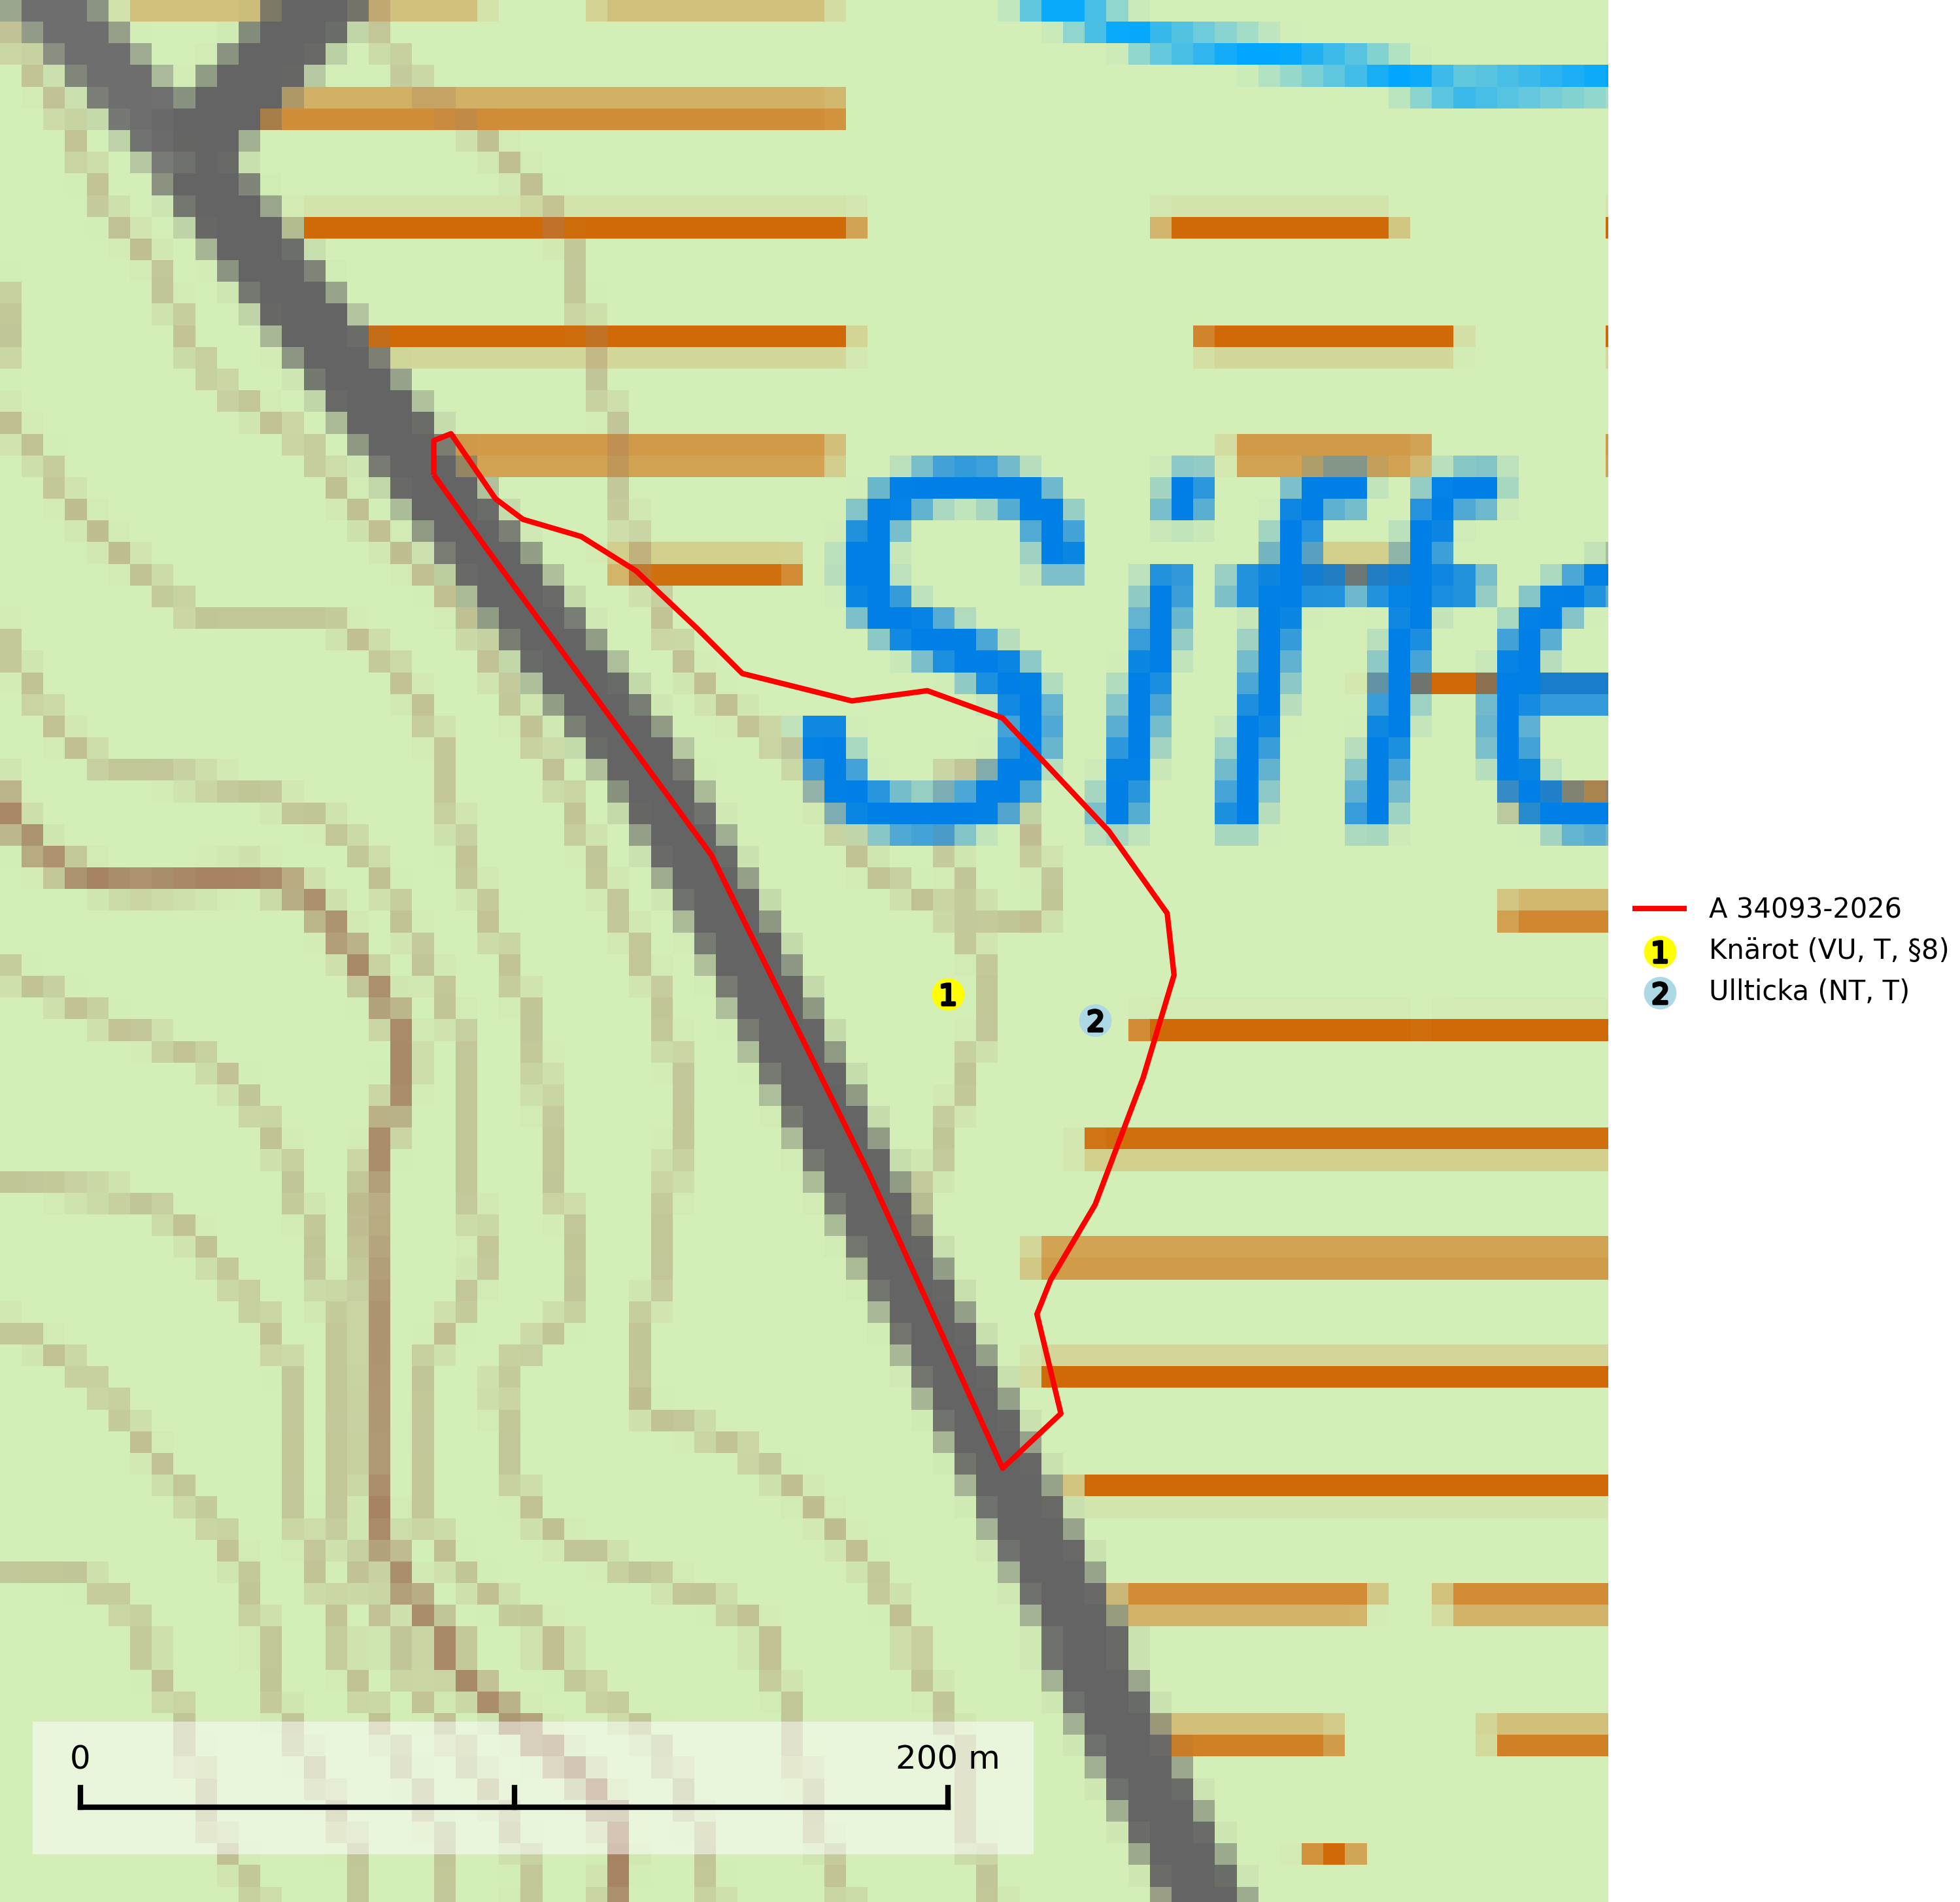 A 34093-2026
1 Knärot (VU, T, §8)
2 Ullticka (NT, T)
1
2
0 200 m